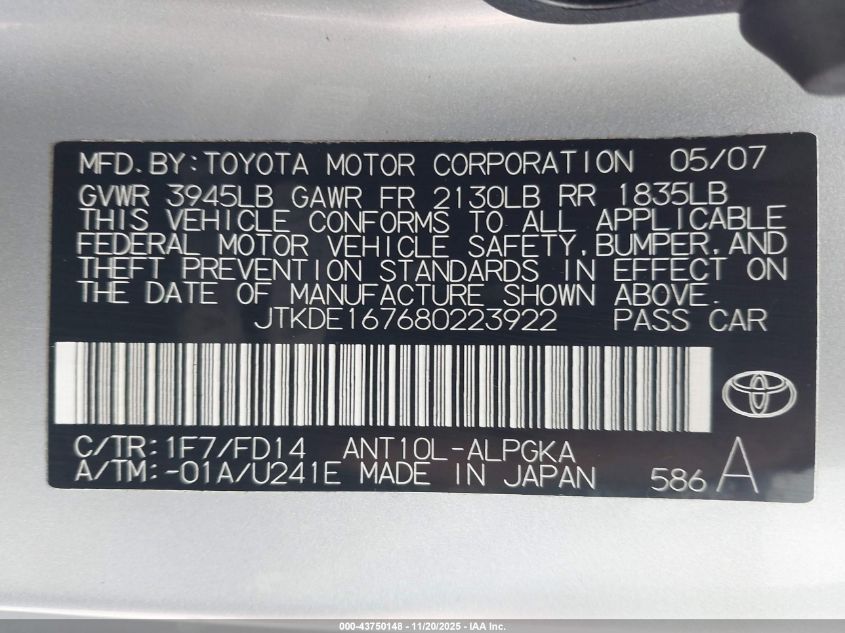 MFD. BY: TOYOTA MOTOR CORPORATION 05/07
GVWR 3945LB GAWR FR 2130LB RR 1835LB
THIS VEHICLE CONFORMS TO ALL APPLICABLE
FEDERAL MOTOR VEHICLE SAFETY, BUMPER, AND
THEFT PREVENTION STANDARDS IN EFFECT ON
THE DATE OF MANUFACTURE SHOWN ABOVE.
JTKDE167680223922 PASS CAR
C/TR: 1F7/FD14 ANT10L-ALPGKA
A/TM: -01A/U241E MADE IN JAPAN 586 A
000-43750148 - 11/20/2025 - IAA Inc.